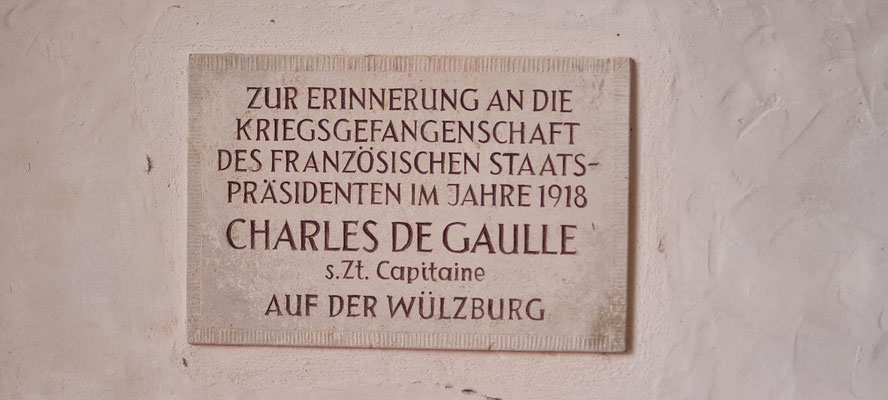 ZUR ERINNERUNG AN DIE
KRIEGSGEFANGENSCHAFT
DES FRANZÖSISCHEN STAATS-
PRÄSIDENTEN IM JAHRE 1918
CHARLES DE GAULLE
s.Zt. Capitaine
AUF DER WÜLZBURG